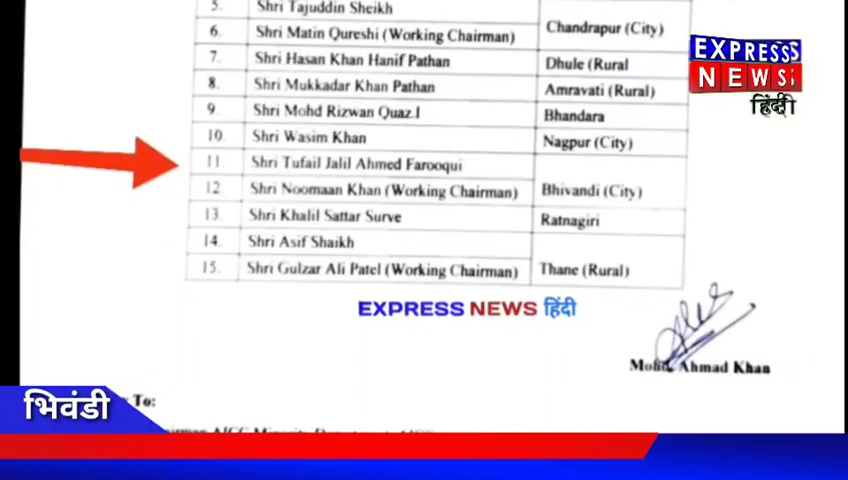 5. Shri Tajuddin Sheikh
6. Shri Matin Qureshi (Working Chairman) Chandrapur (City)
7. Shri Hasan Khan Hanif Pathan Dhule (Rural
8. Shri Mukkadar Khan Pathan Amravati (Rural)
9. Shri Mohd Rizwan Quaz I Bhandara
10. Shri Wasim Khan Nagpur (City)
11 Shri Tufail Jalil Ahmed Farooqui
12 Shri Noomaan Khan (Working Chairman) Bhivandi (City)
13. Shri Khalil Sattar Surve Ratnagiri
14. Shri Asif Shaikh
15. Shri Gulzar Ali Patel (Working Chairman) Thane (Rural)
EXPRESS NEWS हिंदी
Mohd. Ahmad Khan
To:
AICC Minority
भिवंडी
EXPRESS
NEWS
हिंदी